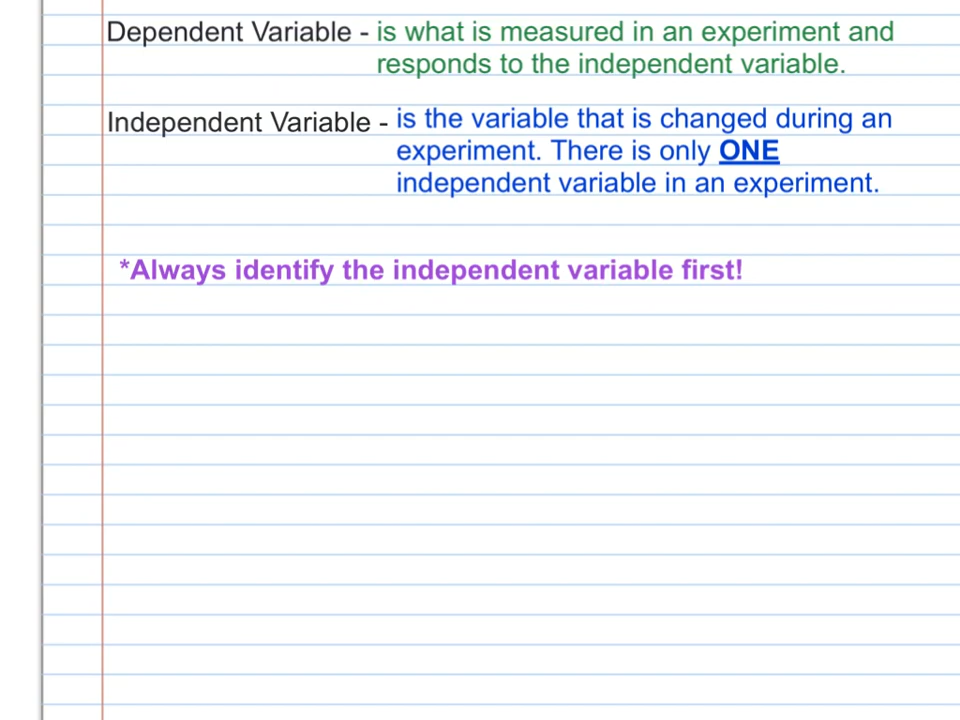 Dependent Variable - is what is measured in an experiment and
responds to the independent variable.
Independent Variable - is the variable that is changed during an
experiment. There is only ONE
independent variable in an experiment.
*Always identify the independent variable first!